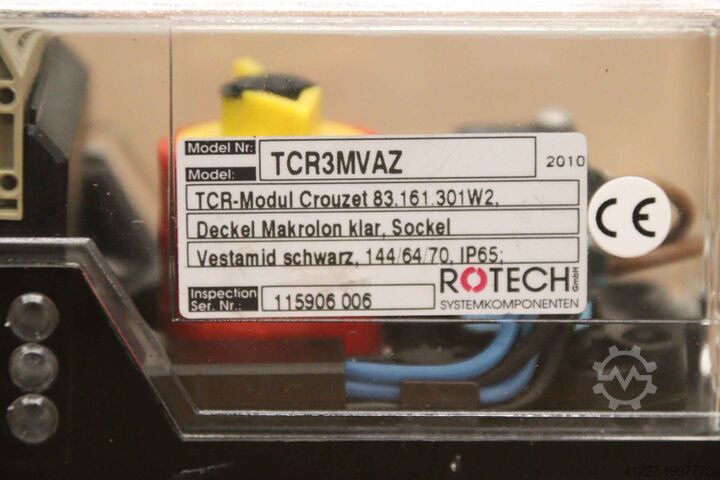 Model Nr:
Model:
TCR3MVAZ
2010
TCR-Modul Crouzet 83.161.301W2,
Deckel Makrolon klar, Sockel
Vestamid schwarz, 144/64/70, IP65;
Inspection
Ser. Nr.:
115906 006
ROTECH GmbH
SYSTEMKOMPONENTEN
CE
41227-19977720